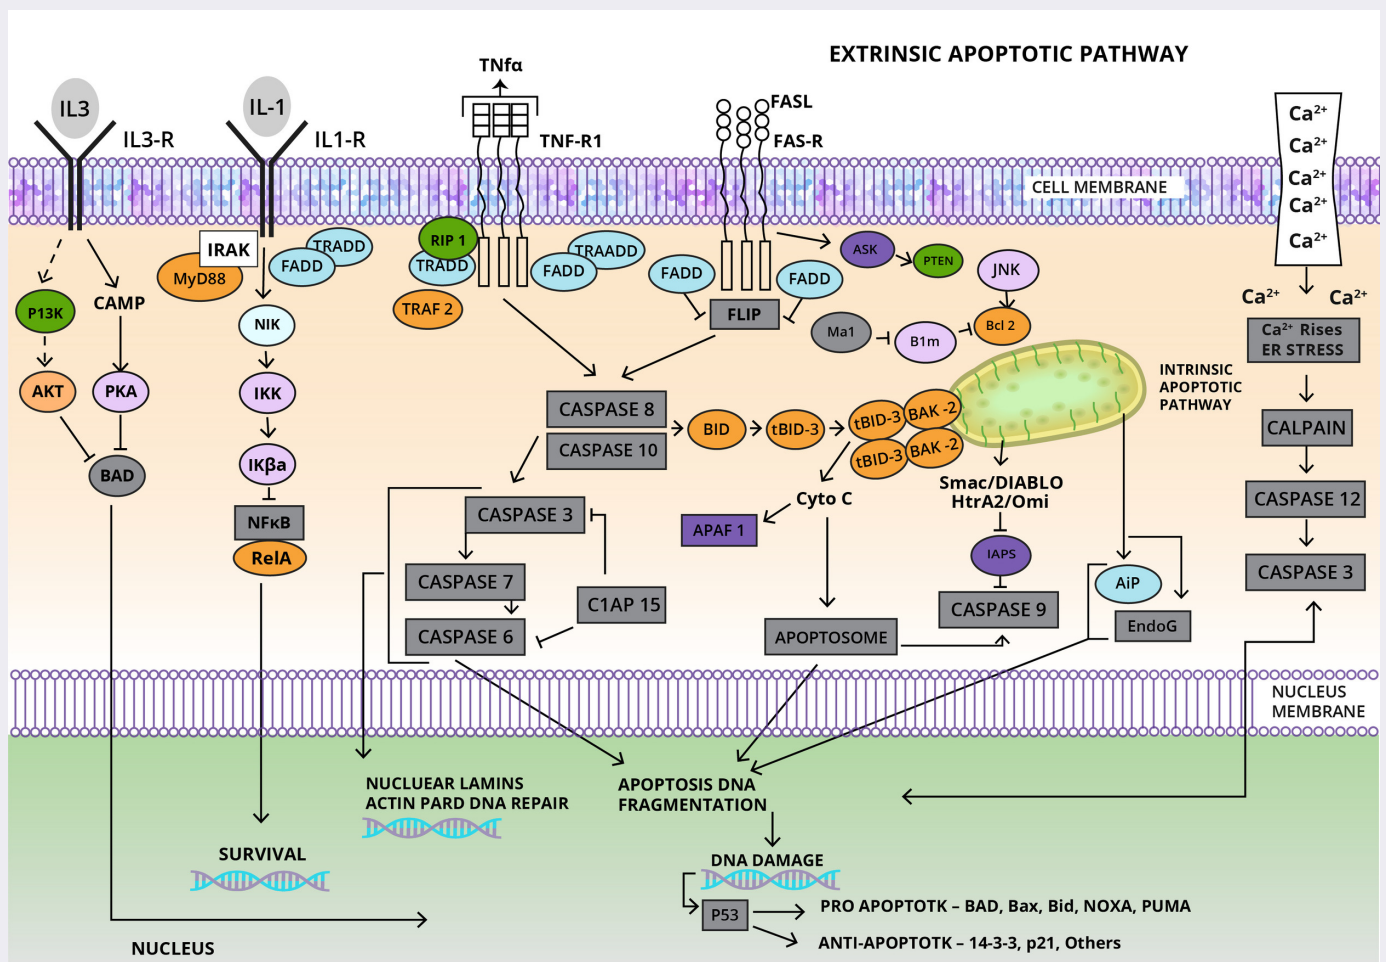 EXTRINSIC APOPTOTIC PATHWAY
IL3
IL3-R
IL-1
IL1-R
TNfα
TNF-R1
FASL
FAS-R
Ca²⁺
Ca²⁺
Ca²⁺
Ca²⁺
Ca²⁺
CELL MEMBRANE
IRAK
MyD88
TRADD
FADD
RIP 1
TRADD
TRAF 2
TRAADD
FADD
FADD
FADD
FLIP
ASK
PTEN
JNK
Ma1
B1m
Bcl 2
Ca²⁺
Ca²⁺
Ca²⁺ Rises
ER STRESS
P13K
CAMP
NIK
AKT
PKA
IKK
BAD
IKβa
NFκB
RelA
CASPASE 8
CASPASE 10
BID
tBID-3
tBID-3
BAK -2
tBID-3
BAK -2
INTRINSIC
APOPTOTIC
PATHWAY
CALPAIN
CASPASE 12
CASPASE 3
Cyto C
Smac/DIABLO
HtrA2/Omi
CASPASE 3
APAF 1
IAPS
CASPASE 7
C1AP 15
CASPASE 6
APOPTOSOME
CASPASE 9
AiP
EndoG
NUCLEUS
MEMBRANE
NUCLUEAR LAMINS
ACTIN PARD DNA REPAIR
APOPTOSIS DNA
FRAGMENTATION
SURVIVAL
DNA DAMAGE
P53
PRO APOPTOTK – BAD, Bax, Bid, NOXA, PUMA
ANTI-APOPTOTK – 14-3-3, p21, Others
NUCLEUS